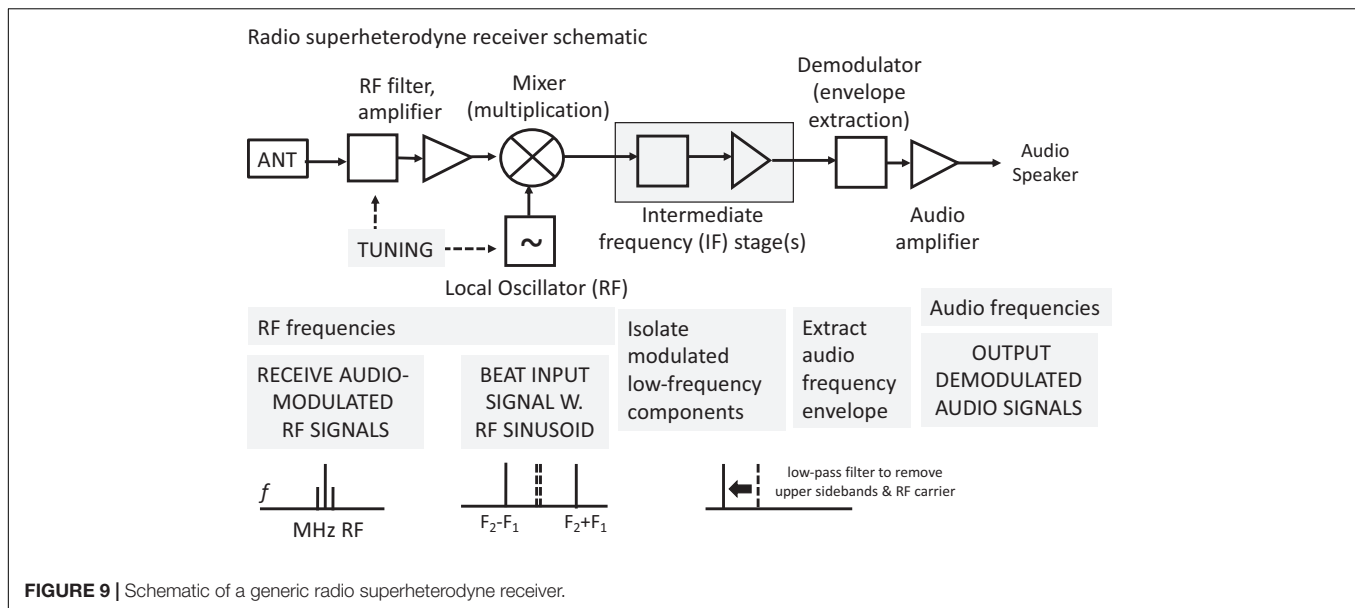 Radio superheterodyne receiver schematic
RF filter,
amplifier
Mixer
(multiplication)
Demodulator
(envelope
extraction)
ANT
Audio
Speaker
TUNING
~
Intermediate
frequency (IF) stage(s)
Audio
amplifier
Local Oscillator (RF)
RF frequencies
Isolate
modulated
low-frequency
components
Extract
audio
frequency
envelope
Audio frequencies
RECEIVE AUDIO-
MODULATED
RF SIGNALS
BEAT INPUT
SIGNAL W.
RF SINUSOID
OUTPUT
DEMODULATED
AUDIO SIGNALS
f
MHz RF
F₂-F₁
F₂+F₁
low-pass filter to remove
upper sidebands & RF carrier
FIGURE 9 | Schematic of a generic radio superheterodyne receiver.